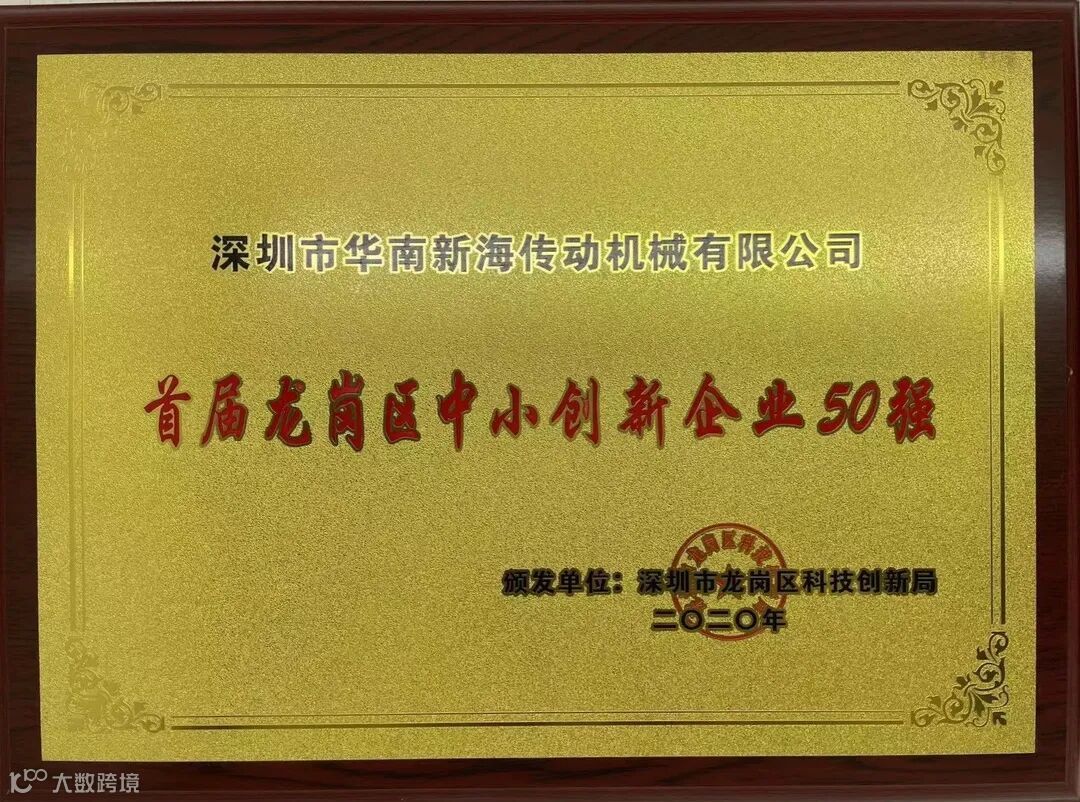 深圳市华南新海传动机械有限公司
首届龙岗区中小创新企业50强
颁发单位：深圳市龙岗区科技创新局
二〇二〇年
大数跨境